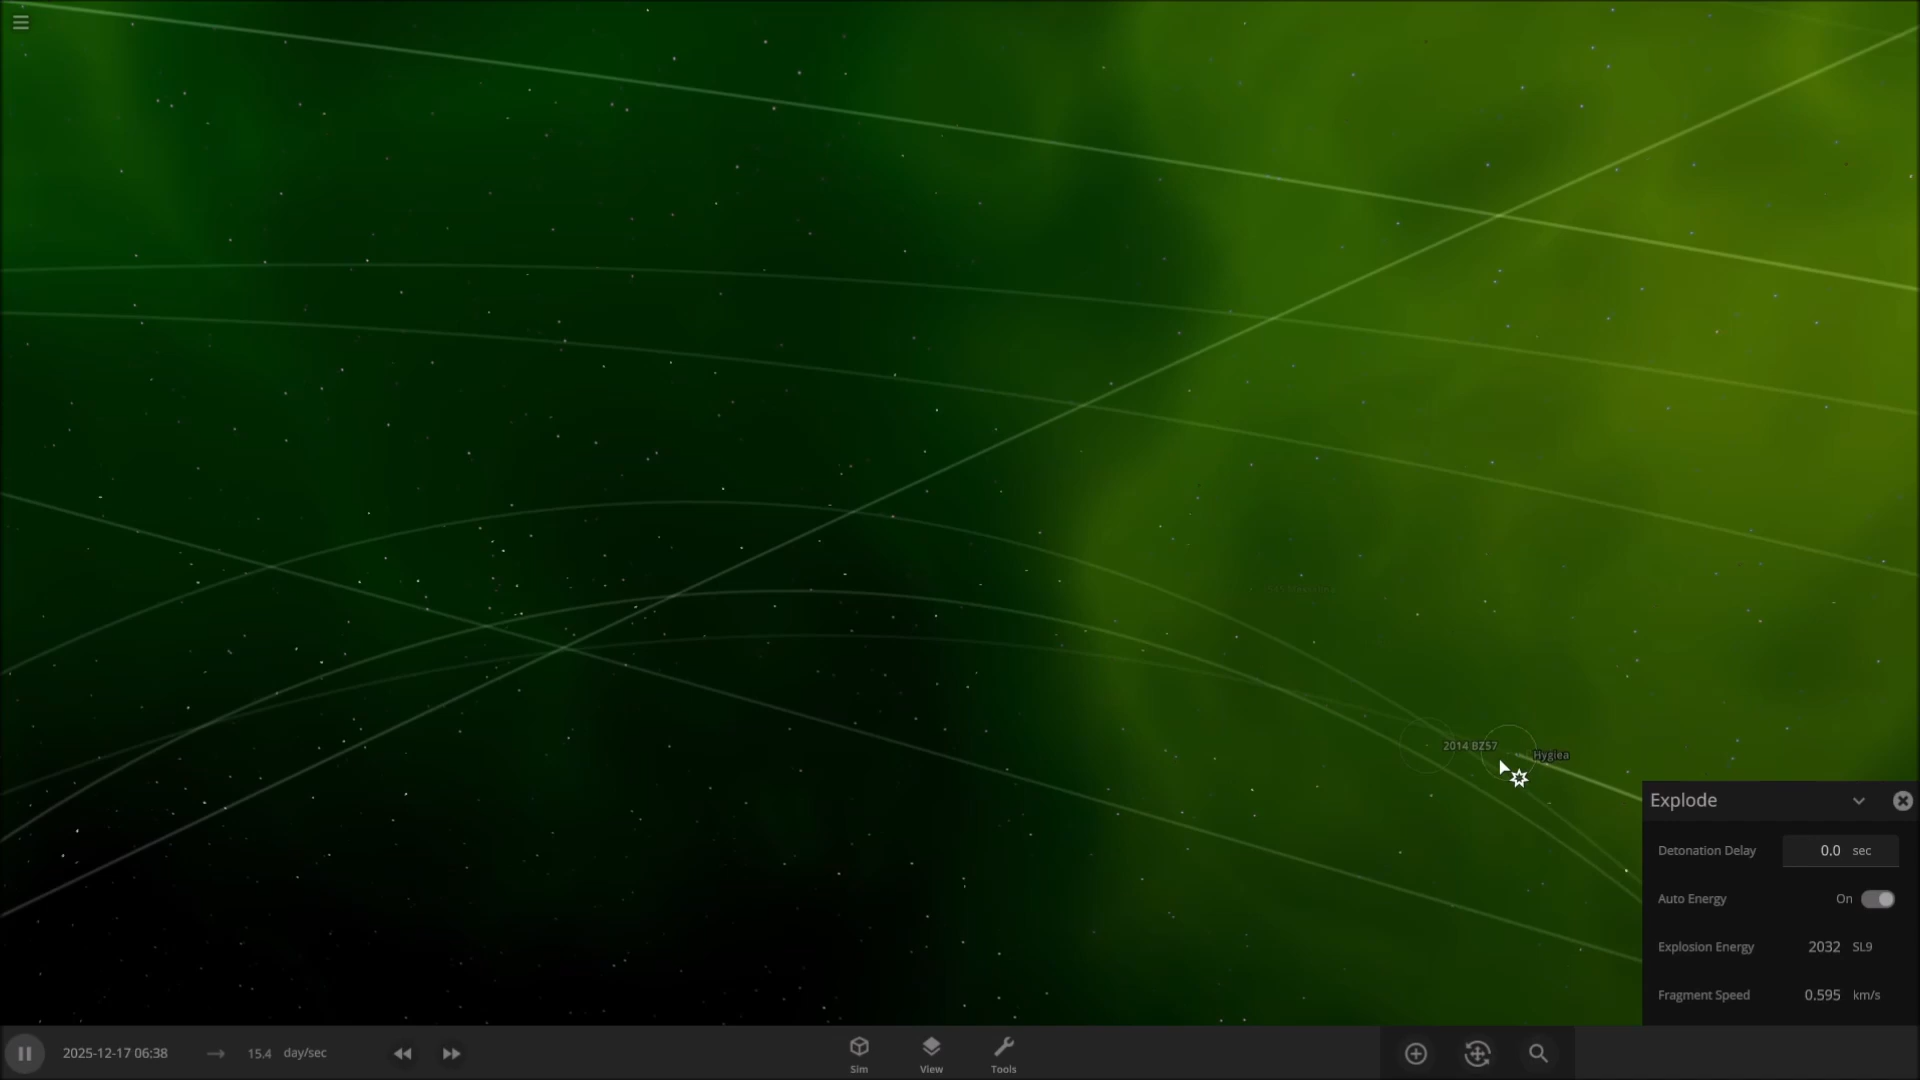 2014 BZ57
Hygiea
Explode
Detonation Delay 0.0 sec
Auto Energy On
Explosion Energy 2032 SL9
Fragment Speed 0.595 km/s
2025-12-17 06:38 15.4 day/sec
Sim View Tools